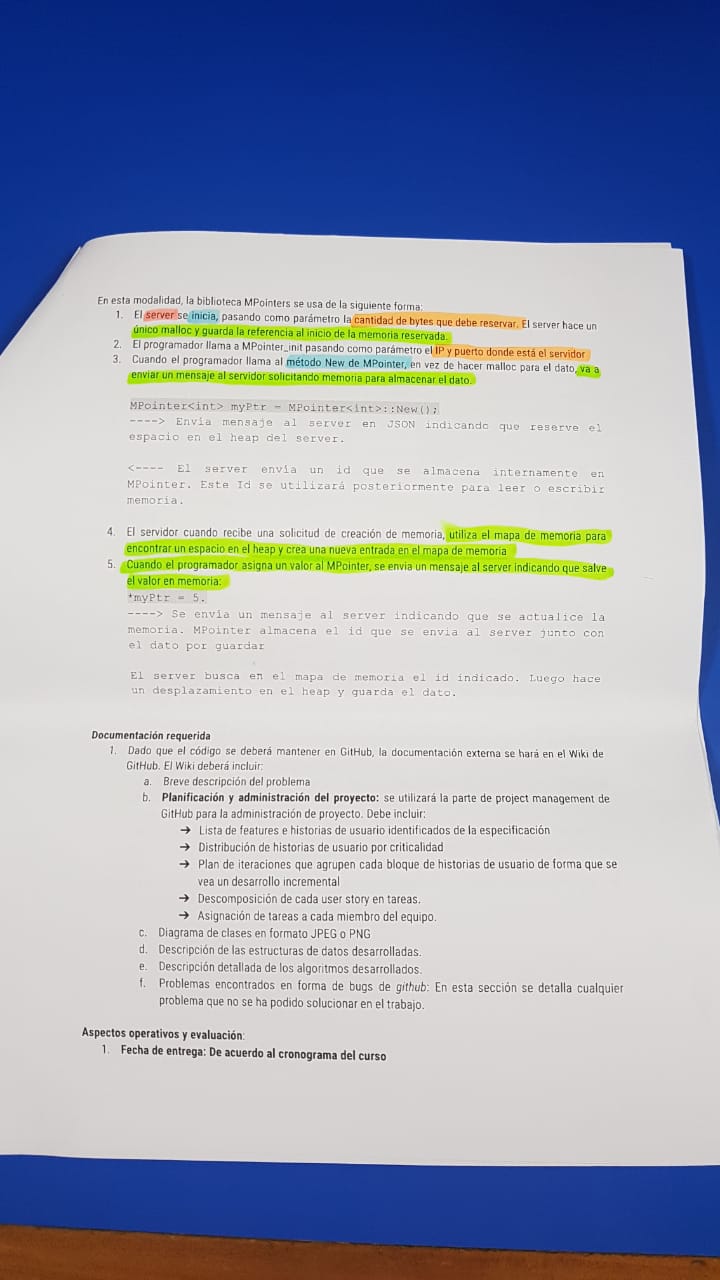 En esta modalidad, la biblioteca MPointers se usa de la siguiente forma:
1. El server se inicia, pasando como parámetro la cantidad de bytes que debe reservar. El server hace un
único malloc y guarda la referencia al inicio de la memoria reservada.
2. El programador llama a MPointer_init pasando como parámetro el IP y puerto donde está el servidor
3. Cuando el programador llama al método New de MPointer, en vez de hacer malloc para el dato, va a
enviar un mensaje al servidor solicitando memoria para almacenar el dato.
MPointer<int> myPtr = MPointer<int>::New();
----> Envía mensaje al server en JSON indicando que reserve el
espacio en el heap del server.
<---- El server envía un id que se almacena internamente en
MPointer. Este Id se utilizará posteriormente para leer o escribir
memoria.
4. El servidor cuando recibe una solicitud de creación de memoria, utiliza el mapa de memoria para
encontrar un espacio en el heap y crea una nueva entrada en el mapa de memoria
5. Cuando el programador asigna un valor al MPointer, se envía un mensaje al server indicando que salve
el valor en memoria:
*myPtr = 5.
----> Se envía un mensaje al server indicando que se actualice la
memoria. MPointer almacena el id que se envía al server junto con
el dato por guardar
El server busca en el mapa de memoria el id indicado. Luego hace
un desplazamiento en el heap y guarda el dato.
Documentación requerida
1. Dado que el código se deberá mantener en GitHub, la documentación externa se hará en el Wiki de
GitHub. El Wiki deberá incluir:
a. Breve descripción del problema
b. Planificación y administración del proyecto: se utilizará la parte de project management de
GitHub para la administración de proyecto. Debe incluir:
→ Lista de features e historias de usuario identificados de la especificación
→ Distribución de historias de usuario por criticalidad
→ Plan de iteraciones que agrupen cada bloque de historias de usuario de forma que se
vea un desarrollo incremental
→ Descomposición de cada user story en tareas.
→ Asignación de tareas a cada miembro del equipo.
c. Diagrama de clases en formato JPEG o PNG
d. Descripción de las estructuras de datos desarrolladas.
e. Descripción detallada de los algoritmos desarrollados.
f. Problemas encontrados en forma de bugs de github: En esta sección se detalla cualquier
problema que no se ha podido solucionar en el trabajo.
Aspectos operativos y evaluación:
1. Fecha de entrega: De acuerdo al cronograma del curso